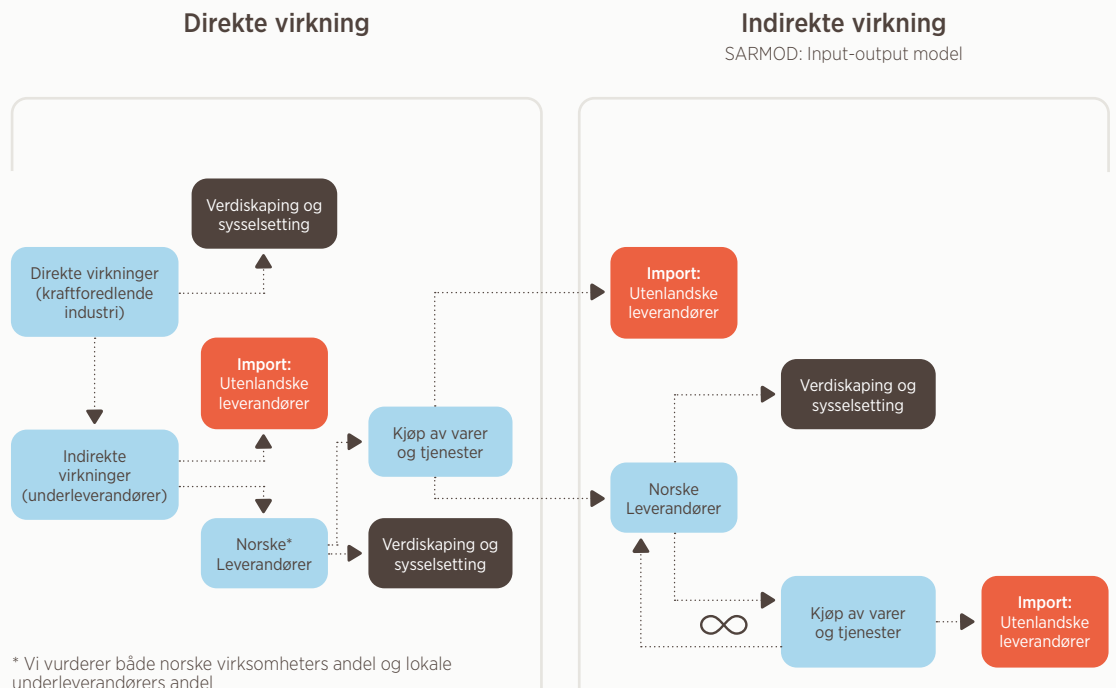 Direkte virkning
Indirekte virkning
SARMOD: Input-output model
Verdiskaping og
sysselsetting
Direkte virkninger
(kraftforedlende
industri)
Import:
Utenlandske
leverandører
Indirekte
virkninger
(underleverandører)
Norske*
Leverandører
Kjøp av varer
og tjenester
Verdiskaping og
sysselsetting
Import:
Utenlandske
leverandører
Verdiskaping og
sysselsetting
Norske
Leverandører
Kjøp av varer
og tjenester
Import:
Utenlandske
leverandører
∞
* Vi vurderer både norske virksomheters andel og lokale
underleverandørers andel